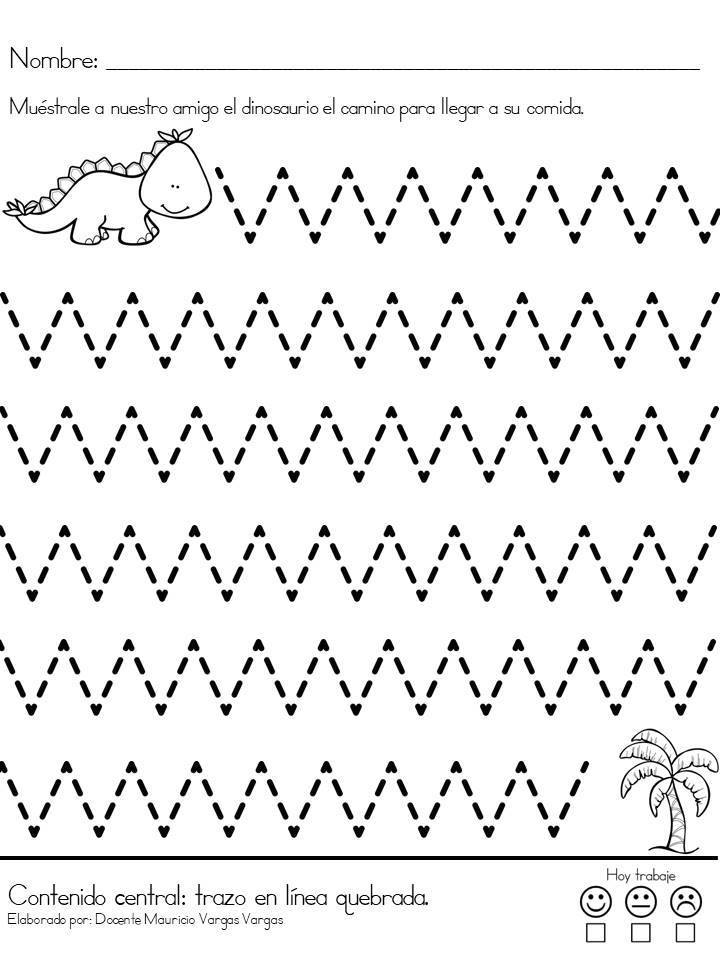 Nombre: ______________________________________________
Muéstrale a nuestro amigo el dinosaurio el camino para llegar a su comida.
Hoy trabaje
Contenido central: trazo en línea quebrada.
Elaborado por: Docente Mauricio Vargas Vargas